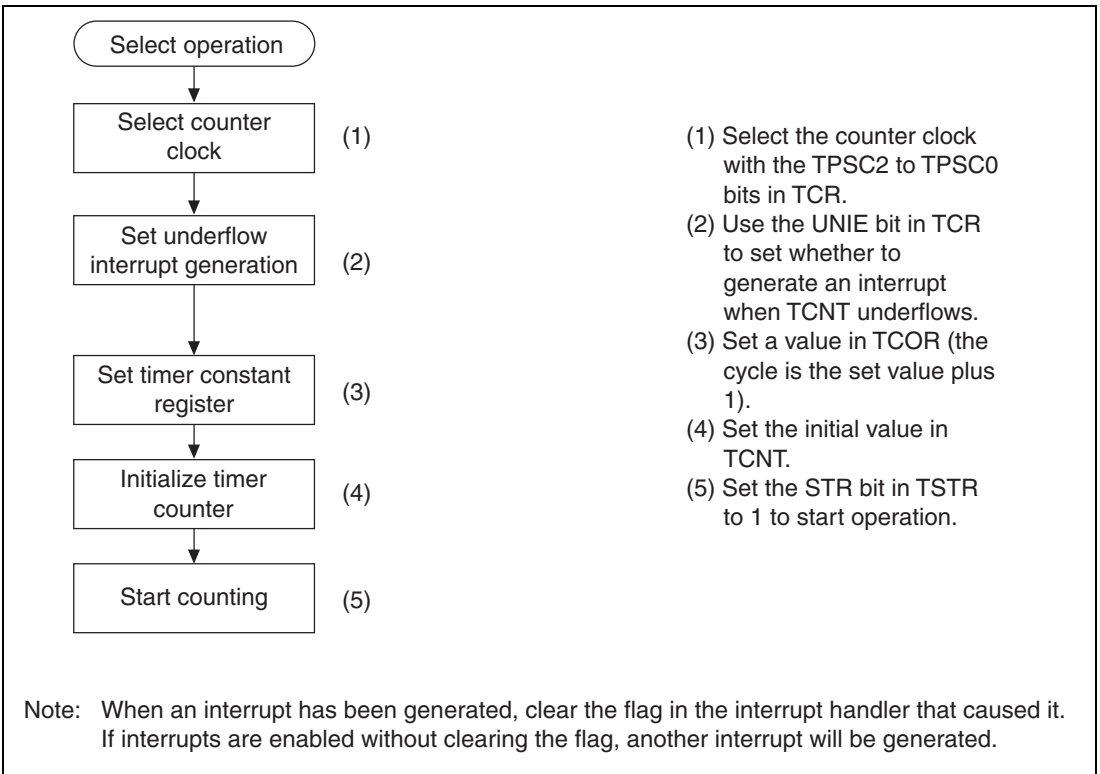 Select operation
Select counter
clock
(1)
Set underflow
interrupt generation
(2)
Set timer constant
register
(3)
Initialize timer
counter
(4)
Start counting
(5)
(1) Select the counter clock
with the TPSC2 to TPSC0
bits in TCR.
(2) Use the UNIE bit in TCR
to set whether to
generate an interrupt
when TCNT underflows.
(3) Set a value in TCOR (the
cycle is the set value plus
1).
(4) Set the initial value in
TCNT.
(5) Set the STR bit in TSTR
to 1 to start operation.
Note: When an interrupt has been generated, clear the flag in the interrupt handler that caused it.
If interrupts are enabled without clearing the flag, another interrupt will be generated.